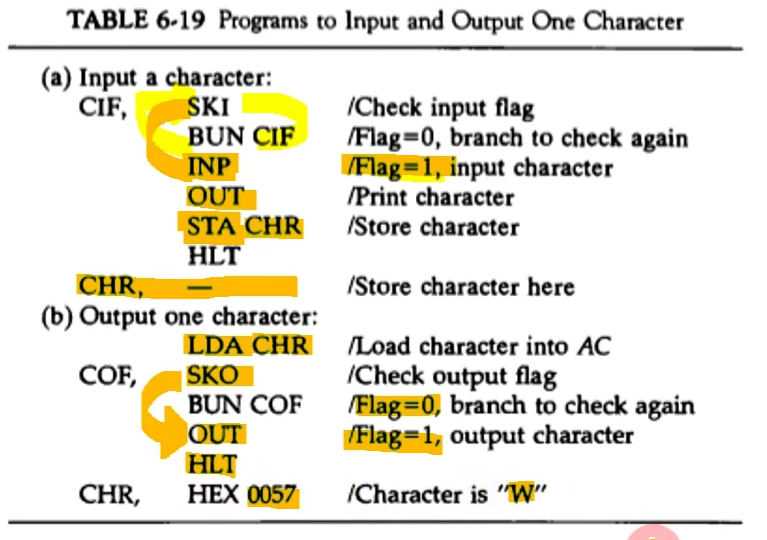 TABLE 6-19 Programs to Input and Output One Character
(a) Input a character:
CIF, SKI /Check input flag
BUN CIF /Flag=0, branch to check again
INP /Flag=1, input character
OUT /Print character
STA CHR /Store character
HLT
CHR, — /Store character here
(b) Output one character:
LDA CHR /Load character into AC
COF, SKO /Check output flag
BUN COF /Flag=0, branch to check again
OUT /Flag=1, output character
HLT
CHR, HEX 0057 /Character is "W"